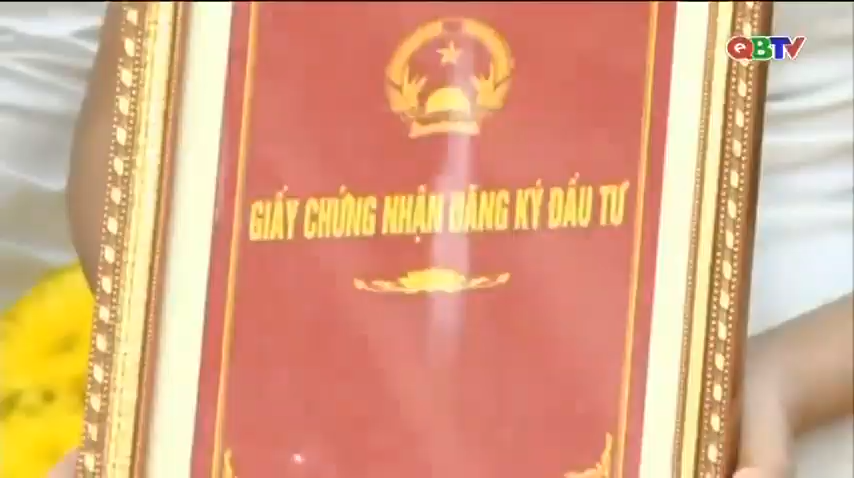 QBTV
GIẤY CHỨNG NHẬN ĐĂNG KÝ ĐẦU TƯ